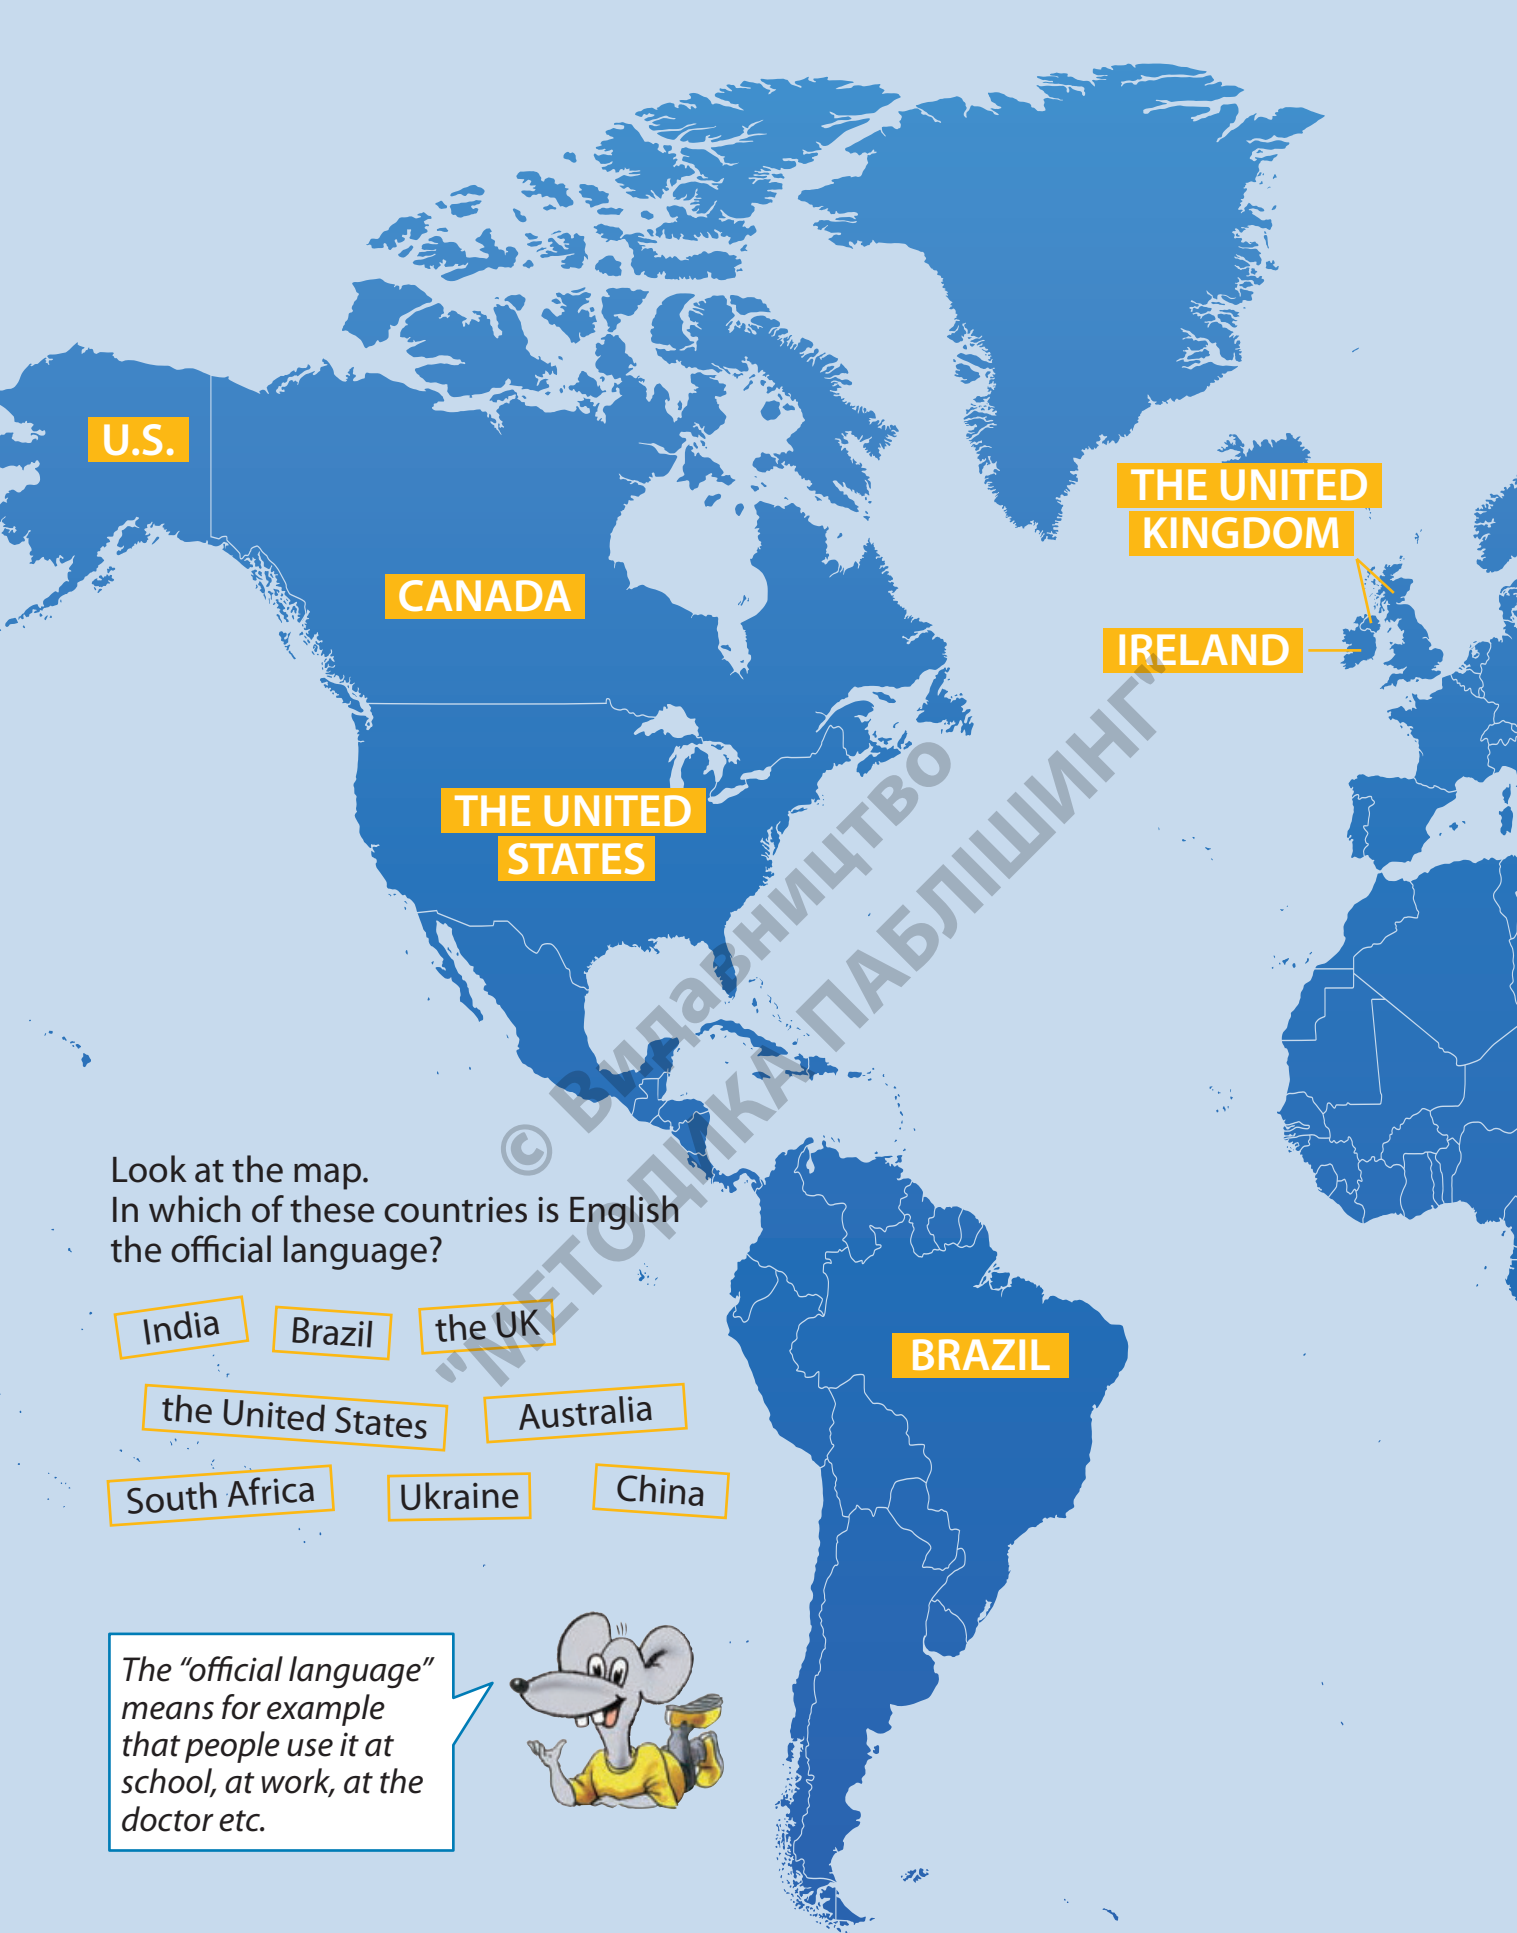 U.S.
CANADA
THE UNITED
KINGDOM
IRELAND
THE UNITED
STATES
© Видавництво
"МЕТОДИКА ПАБЛІШИНГ"
Look at the map.
In which of these countries is English
the official language?
India
Brazil
the UK
BRAZIL
the United States
Australia
South Africa
Ukraine
China
The “official language”
means for example
that people use it at
school, at work, at the
doctor etc.